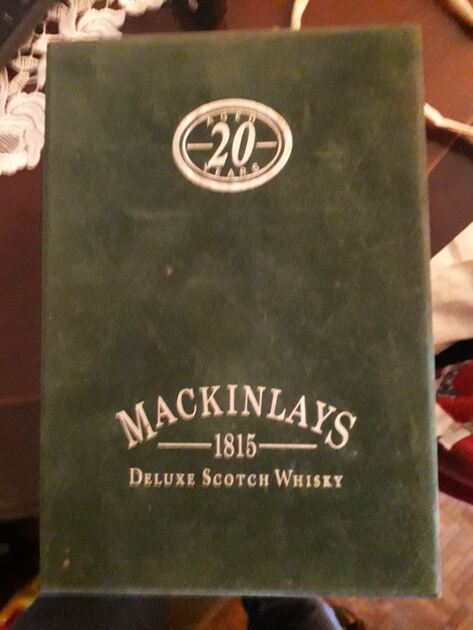 AGED
20
YEARS
MACKINLAYS
1815
DELUXE SCOTCH WHISKY